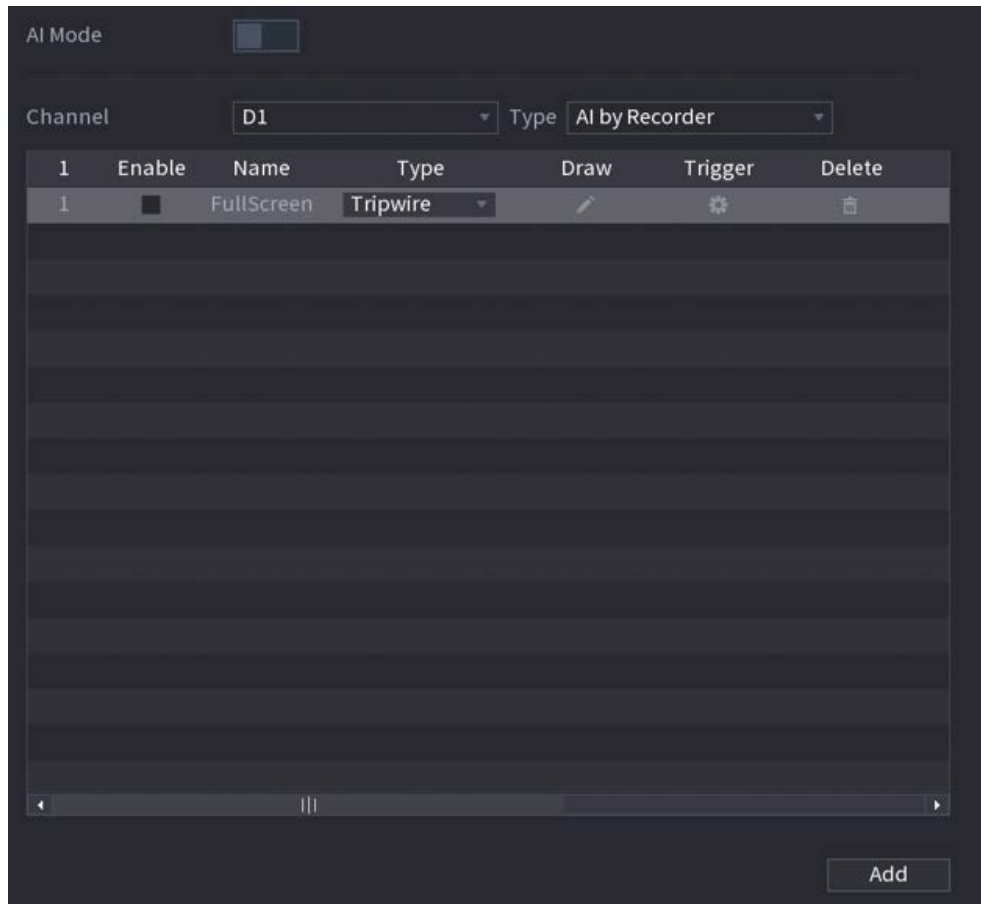 AI Mode
Channel D1 Type AI by Recorder
1 Enable Name Type Draw Trigger Delete
1 FullScreen Tripwire
Add